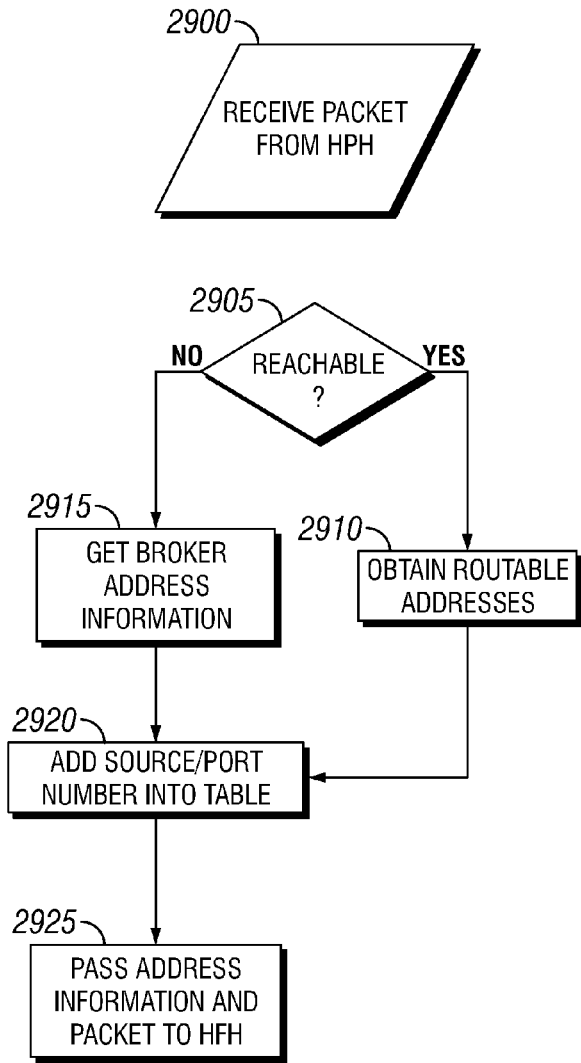 2900
RECEIVE PACKET
FROM HPH
2905
NO
REACHABLE
?
YES
2915
GET BROKER
ADDRESS
INFORMATION
2910
OBTAIN ROUTABLE
ADDRESSES
2920
ADD SOURCE/PORT
NUMBER INTO TABLE
2925
PASS ADDRESS
INFORMATION AND
PACKET TO HFH